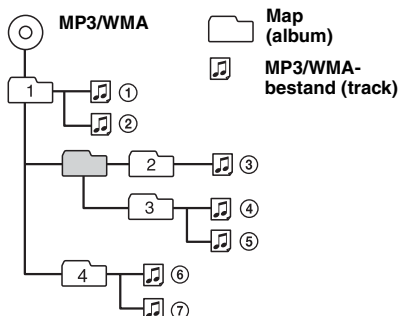 MP3/WMA
Map
(album)
MP3/WMA-
bestand (track)
1
①
②
2
③
3
④
⑤
4
⑥
⑦